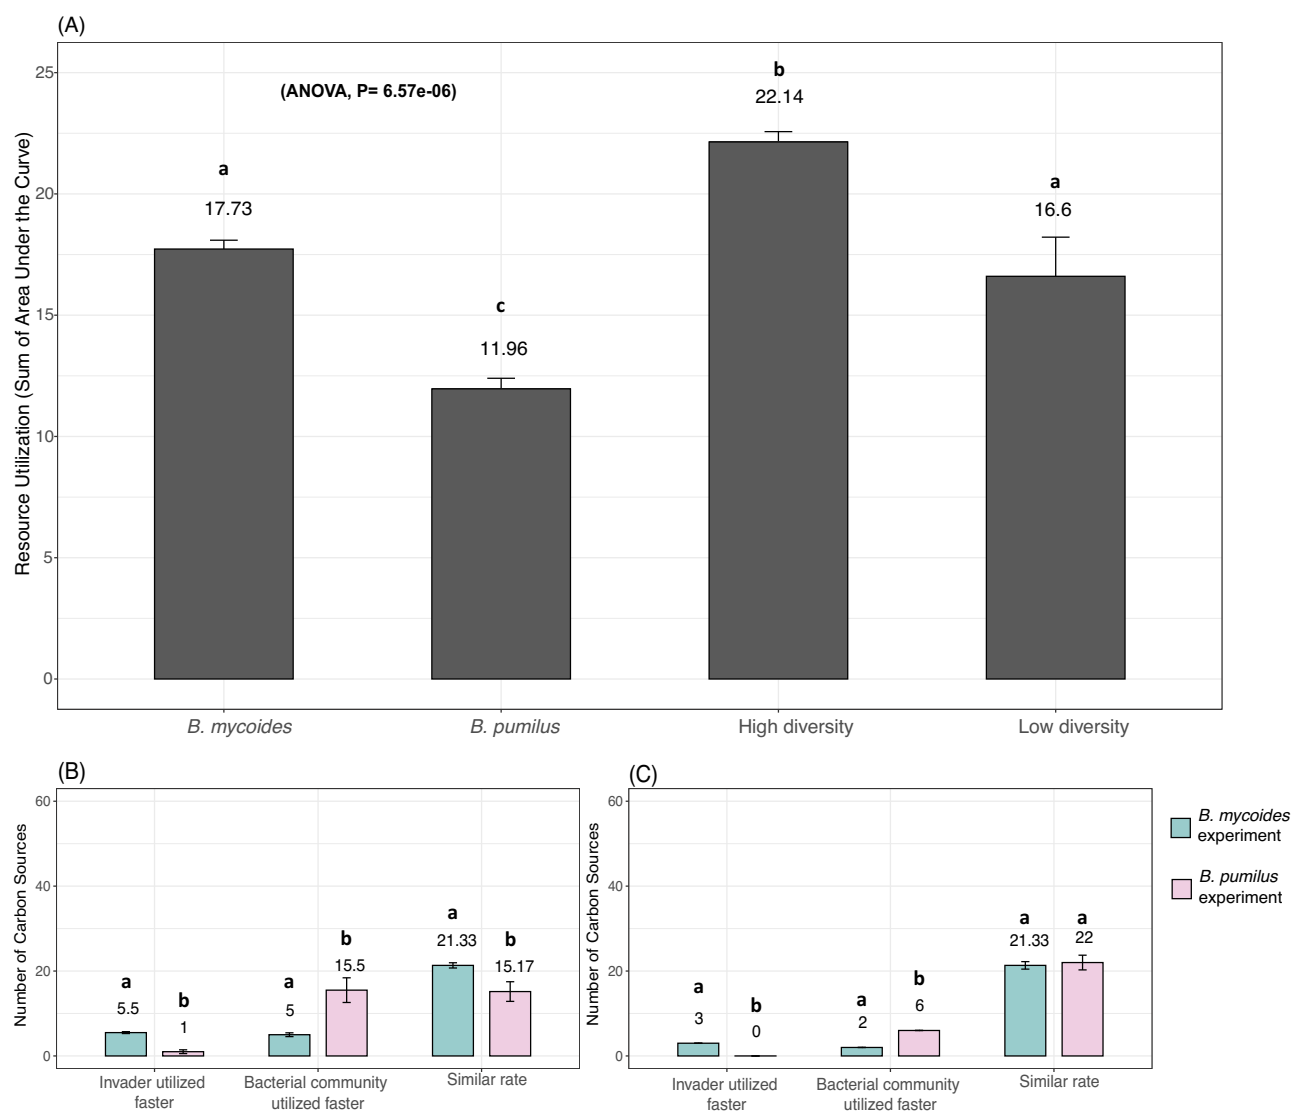 (A)
Resource Utilization (Sum of Area Under the Curve)
25
20
15
10
5
0
(ANOVA, P= 6.57e-06)
a
17.73
c
11.96
b
22.14
a
16.6
B. mycoides
B. pumilus
High diversity
Low diversity
(B)
Number of Carbon Sources
60
40
20
0
a
5.5
b
1
a
5
b
15.5
a
21.33
b
15.17
Invader utilized
faster
Bacterial community
utilized faster
Similar rate
(C)
Number of Carbon Sources
60
40
20
0
a
3
b
0
a
2
b
6
a
21.33
a
22
Invader utilized
faster
Bacterial community
utilized faster
Similar rate
B. mycoides
experiment
B. pumilus
experiment